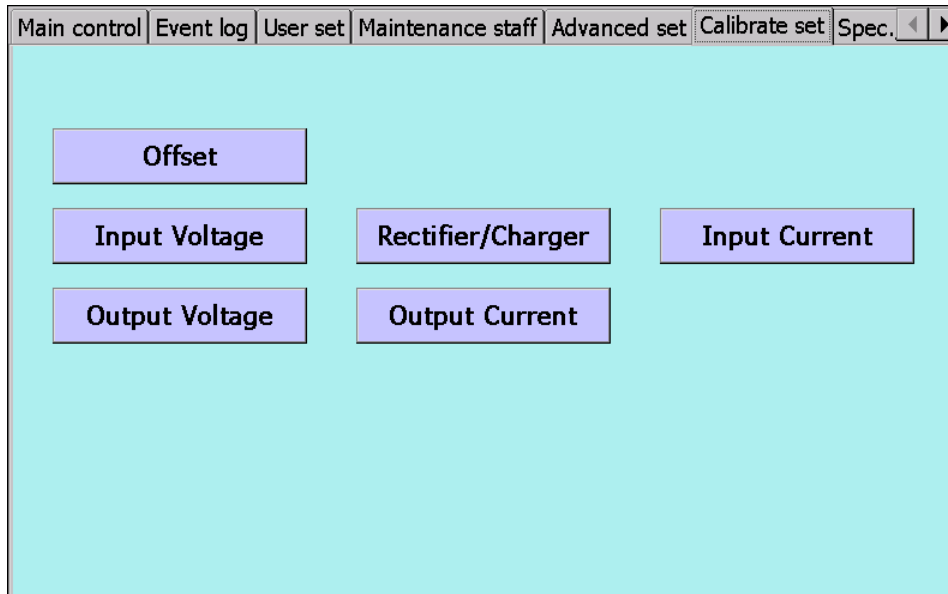 Main control Event log User set Maintenance staff Advanced set Calibrate set Spec.
Offset
Input Voltage Rectifier/Charger Input Current
Output Voltage Output Current